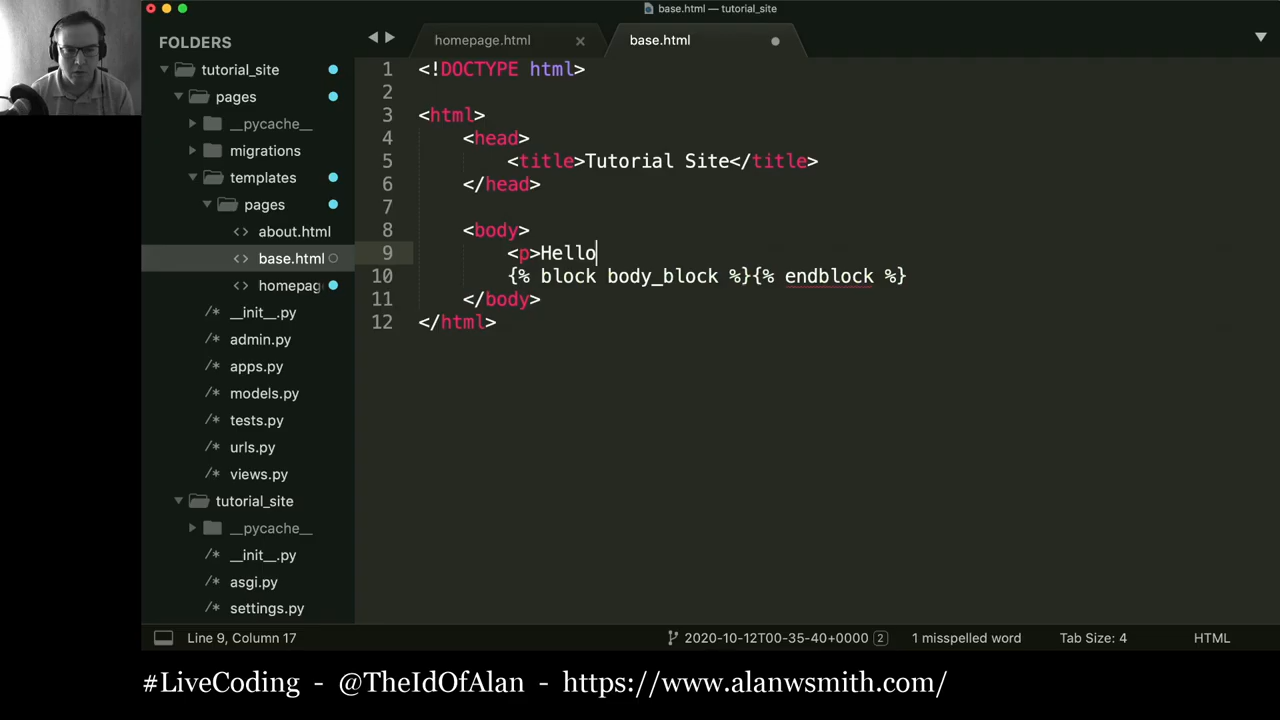 base.html — tutorial_site
FOLDERS
tutorial_site
pages
__pycache__
migrations
templates
pages
about.html
base.html
homepag
__init__.py
admin.py
apps.py
models.py
tests.py
urls.py
views.py
tutorial_site
__pycache__
__init__.py
asgi.py
settings.py
homepage.html
base.html
1 <!DOCTYPE html>
2
3 <html>
4 <head>
5 <title>Tutorial Site</title>
6 </head>
7
8 <body>
9 <p>Hello
10 {% block body_block %}{% endblock %}
11 </body>
12 </html>
Line 9, Column 17
2020-10-12T00-35-40+0000 2
1 misspelled word
Tab Size: 4
HTML
#LiveCoding - @TheIdOfAlan - https://www.alanwsmith.com/